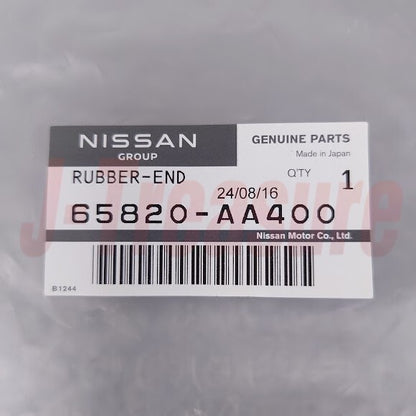 NISSAN
GROUP
GENUINE PARTS
Made in Japan
RUBBER-END
Q'TY 1
24/08/16
65820-AA400
Nissan Motor Co., Ltd.
B1244
J-Treasure